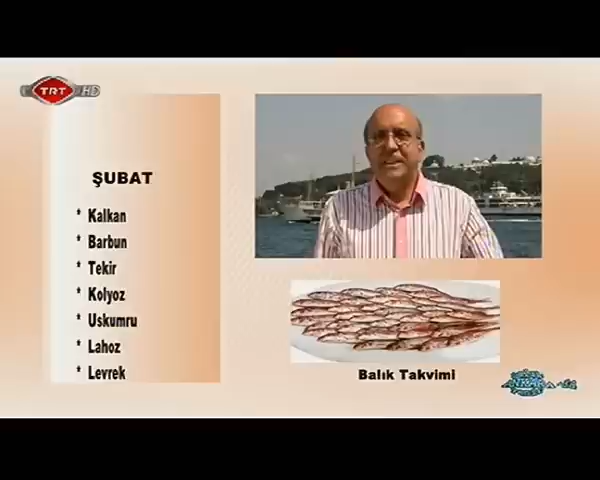 TRT HD
ŞUBAT
* Kalkan
* Barbun
* Tekir
* Kolyoz
* Uskumru
* Lahoz
* Levrek
Balık Takvimi